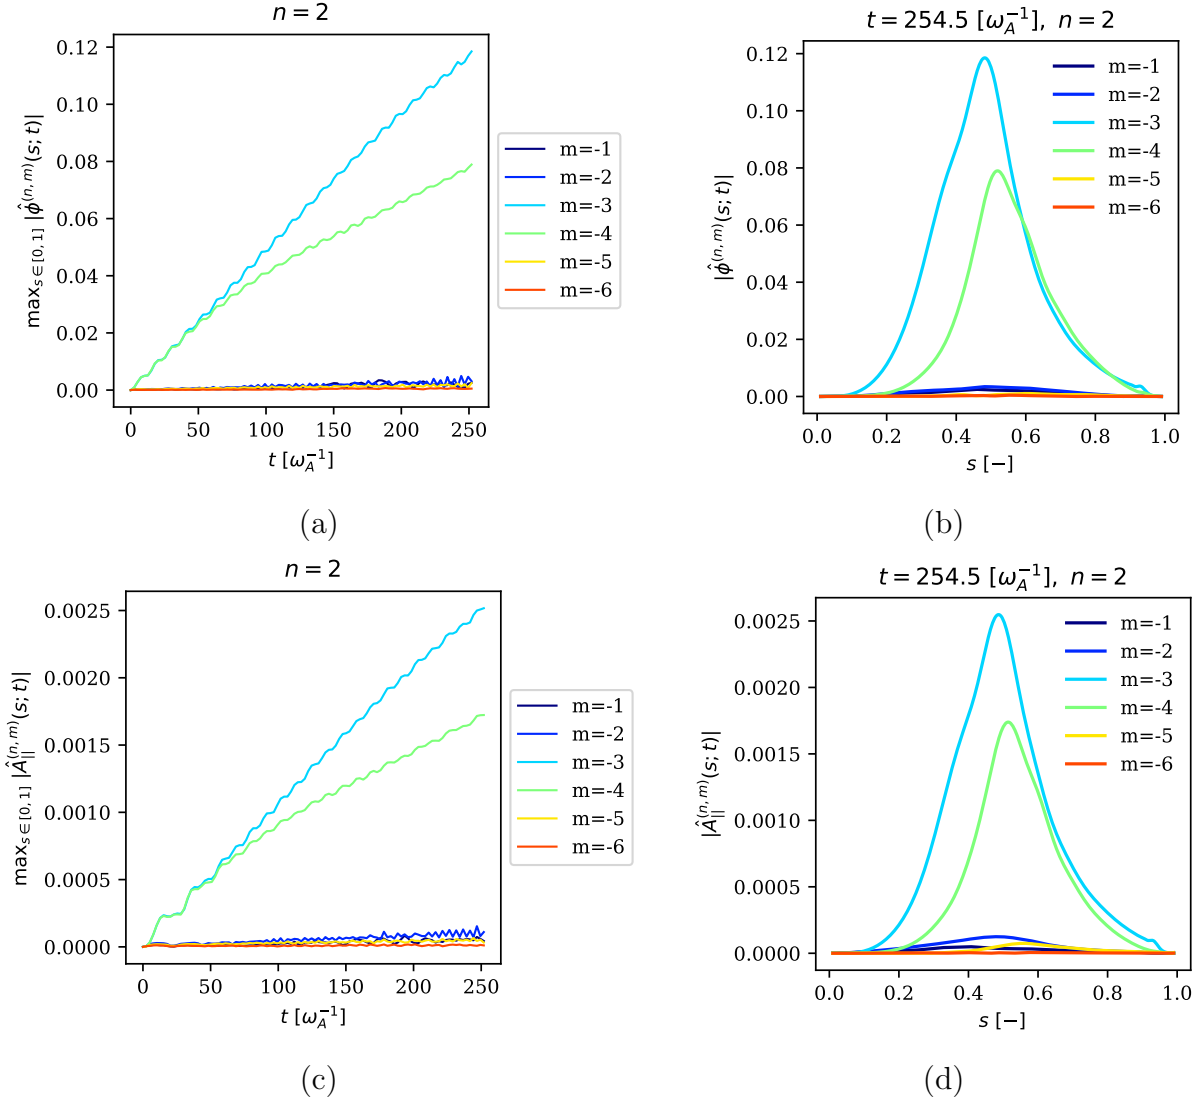 n = 2
max_{s∈[0,1]} |ϕ̂^{(n,m)}(s; t)|
0.12
0.10
0.08
0.06
0.04
0.02
0.00
0 50 100 150 200 250
t [ω_A^{-1}]
m=-1
m=-2
m=-3
m=-4
m=-5
m=-6
(a)
t = 254.5 [ω_A^{-1}], n = 2
|ϕ̂^{(n,m)}(s; t)|
0.12
0.10
0.08
0.06
0.04
0.02
0.00
0.0 0.2 0.4 0.6 0.8 1.0
s [−]
m=-1
m=-2
m=-3
m=-4
m=-5
m=-6
(b)
n = 2
max_{s∈[0,1]} |Â_{||}^{(n,m)}(s; t)|
0.0025
0.0020
0.0015
0.0010
0.0005
0.0000
0 50 100 150 200 250
t [ω_A^{-1}]
m=-1
m=-2
m=-3
m=-4
m=-5
m=-6
(c)
t = 254.5 [ω_A^{-1}], n = 2
|Â_{||}^{(n,m)}(s; t)|
0.0025
0.0020
0.0015
0.0010
0.0005
0.0000
0.0 0.2 0.4 0.6 0.8 1.0
s [−]
m=-1
m=-2
m=-3
m=-4
m=-5
m=-6
(d)